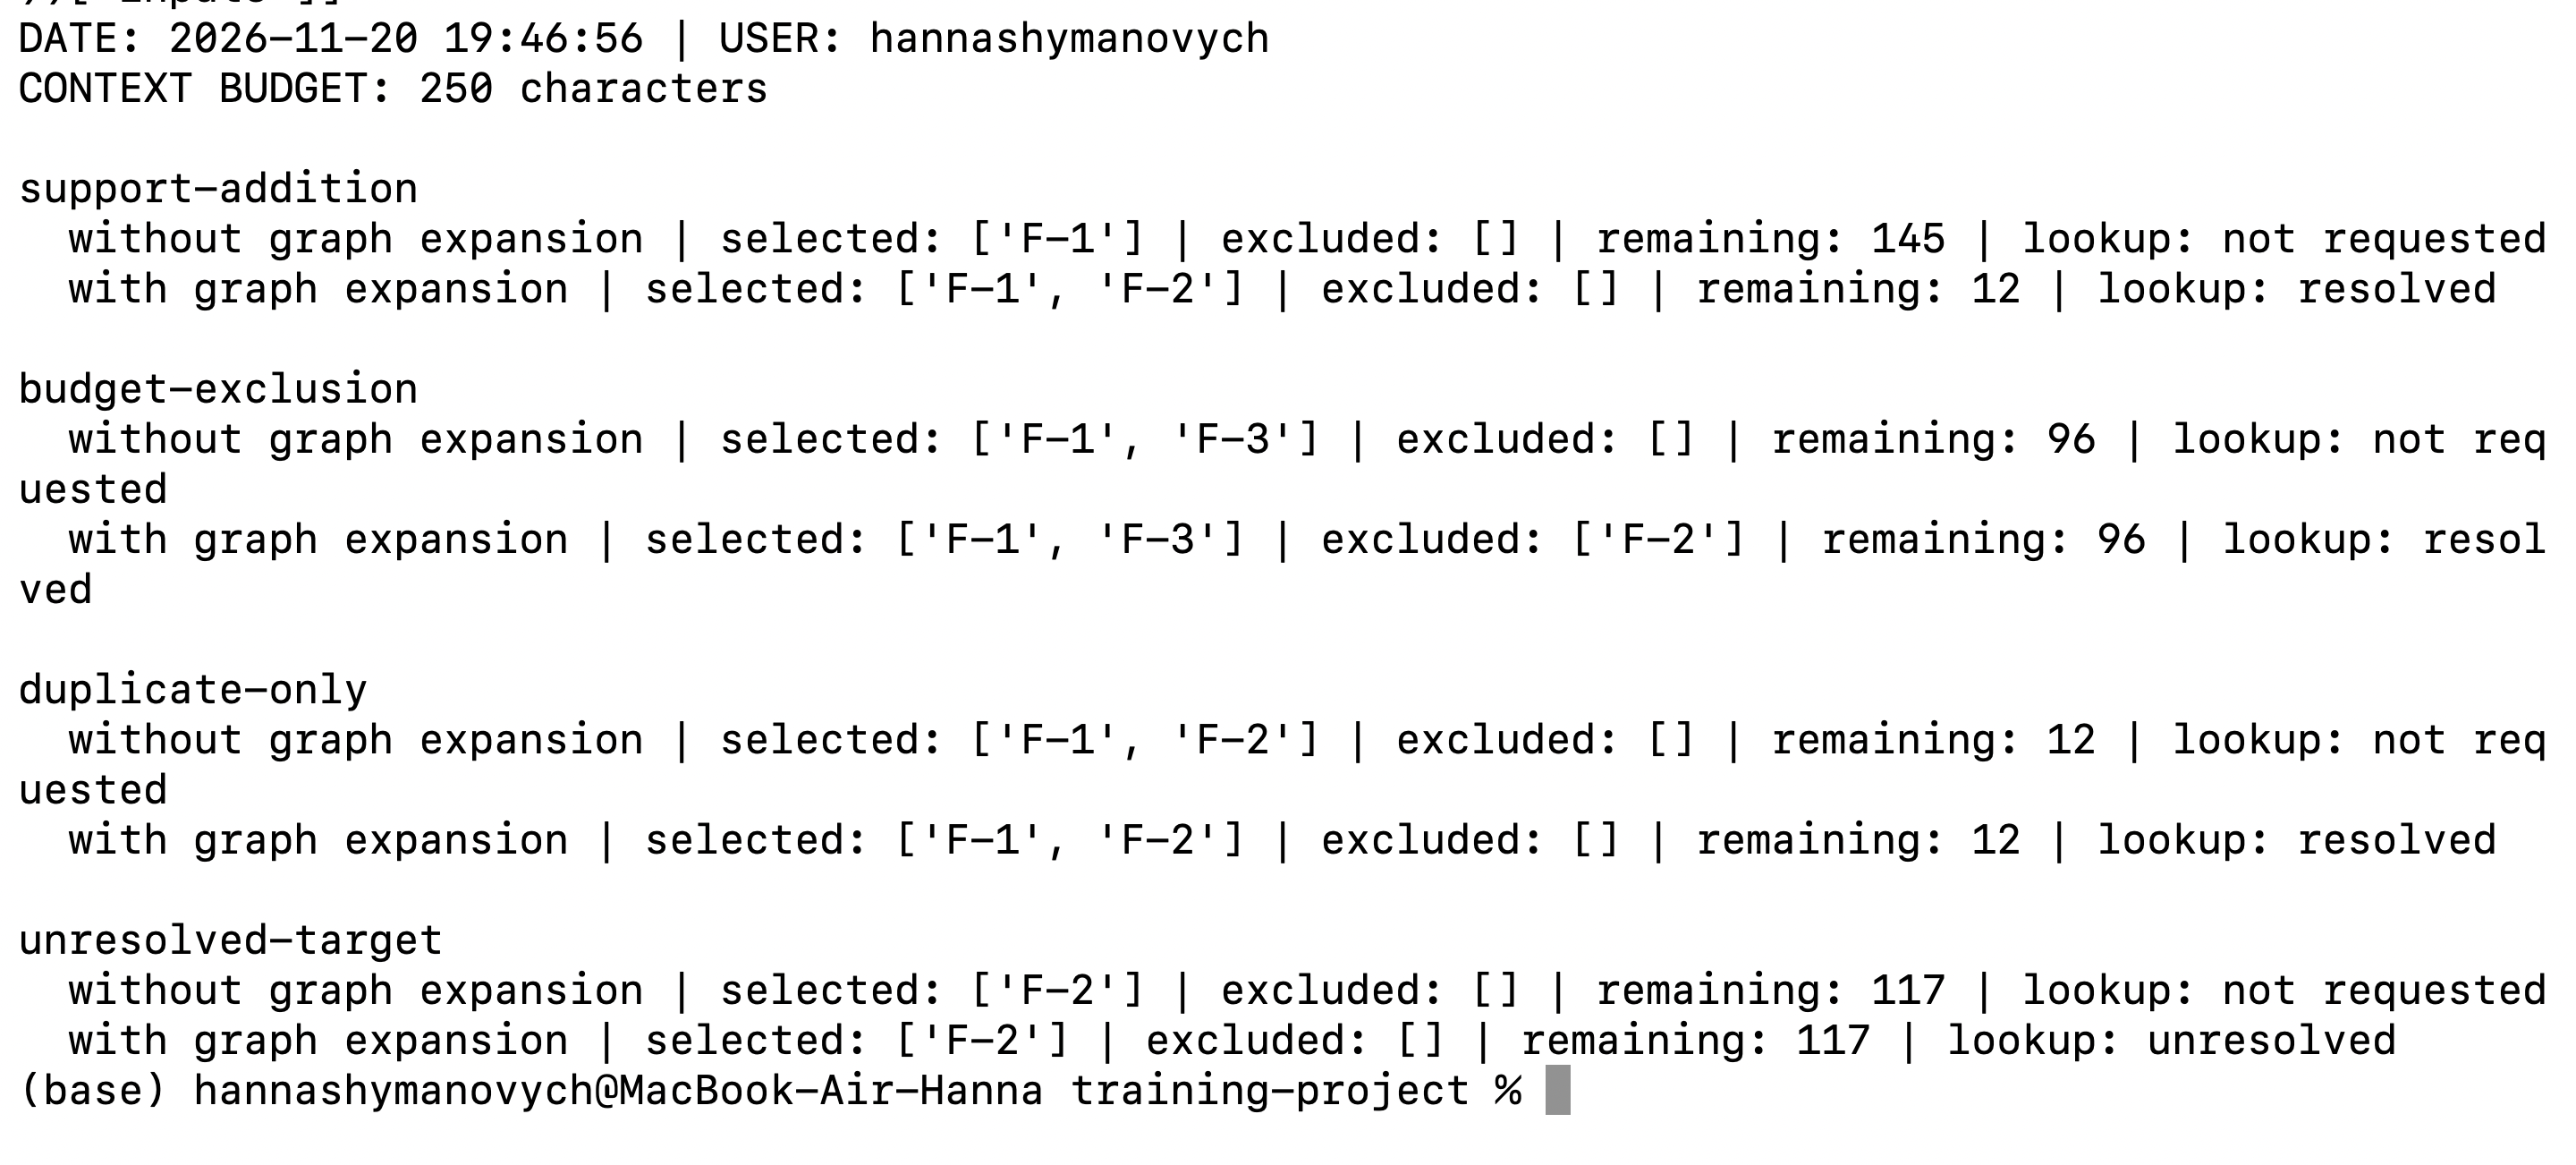 DATE: 2026-11-20 19:46:56 | USER: hannashymanovych
CONTEXT BUDGET: 250 characters
support-addition
  without graph expansion | selected: ['F-1'] | excluded: [] | remaining: 145 | lookup: not requested
  with graph expansion | selected: ['F-1', 'F-2'] | excluded: [] | remaining: 12 | lookup: resolved
budget-exclusion
  without graph expansion | selected: ['F-1', 'F-3'] | excluded: [] | remaining: 96 | lookup: not req
uested
  with graph expansion | selected: ['F-1', 'F-3'] | excluded: ['F-2'] | remaining: 96 | lookup: resol
ved
duplicate-only
  without graph expansion | selected: ['F-1', 'F-2'] | excluded: [] | remaining: 12 | lookup: not req
uested
  with graph expansion | selected: ['F-1', 'F-2'] | excluded: [] | remaining: 12 | lookup: resolved
unresolved-target
  without graph expansion | selected: ['F-2'] | excluded: [] | remaining: 117 | lookup: not requested
  with graph expansion | selected: ['F-2'] | excluded: [] | remaining: 117 | lookup: unresolved
(base) hannashymanovych@MacBook-Air-Hanna training-project %